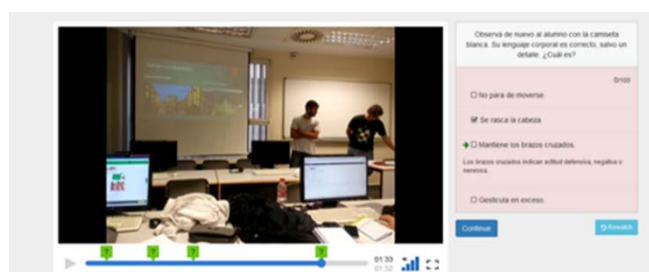 Observa de nuevo al alumno con la camiseta
blanca. Su lenguaje corporal es correcto, salvo un
detalle. ¿Cuál es?
0/100
No para de moverse.
Se rasca la cabeza.
Mantiene los brazos cruzados.
Los brazos cruzados indican actitud defensiva, negativa o
nerviosa.
Gesticula en exceso.
Continue
Rewatch
? ? ? ?
01:33
01:52